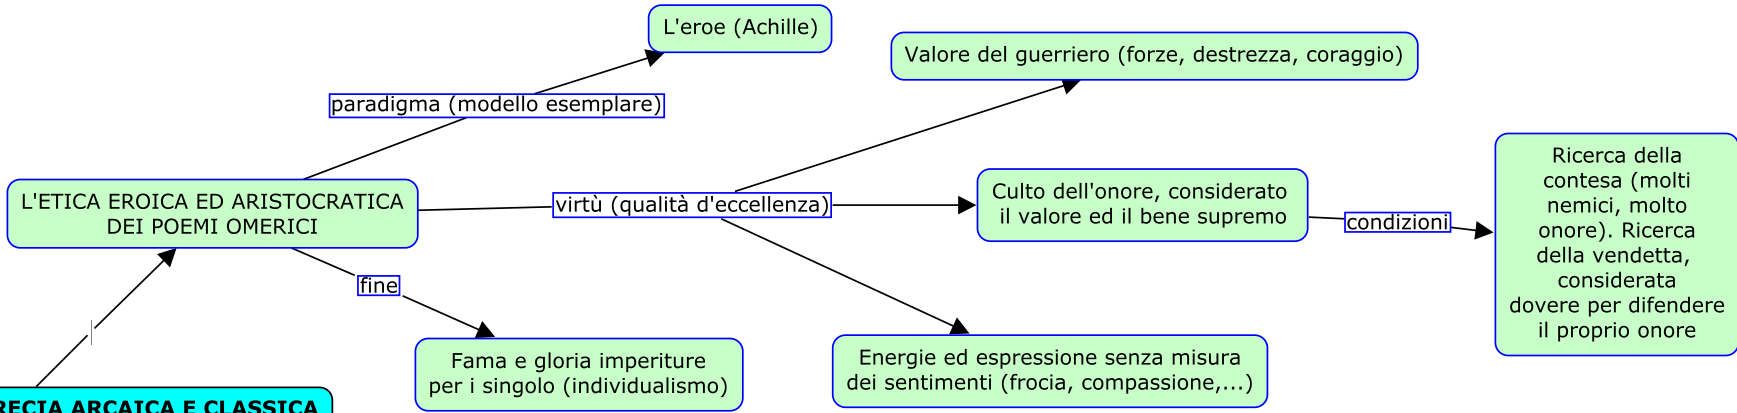 L'eroe (Achille)
Valore del guerriero (forze, destrezza, coraggio)
paradigma (modello esemplare)
L'ETICA EROICA ED ARISTOCRATICA
DEI POEMI OMERICI
virtù (qualità d'eccellenza)
Culto dell'onore, considerato
il valore ed il bene supremo
condizioni
Ricerca della
contesa (molti
nemici, molto
onore). Ricerca
della vendetta,
considerata
dovere per difendere
il proprio onore
fine
Fama e gloria imperiture
per i singolo (individualismo)
Energie ed espressione senza misura
dei sentimenti (frocia, compassione,...)
RECIA ARCAICA E CLASSICA